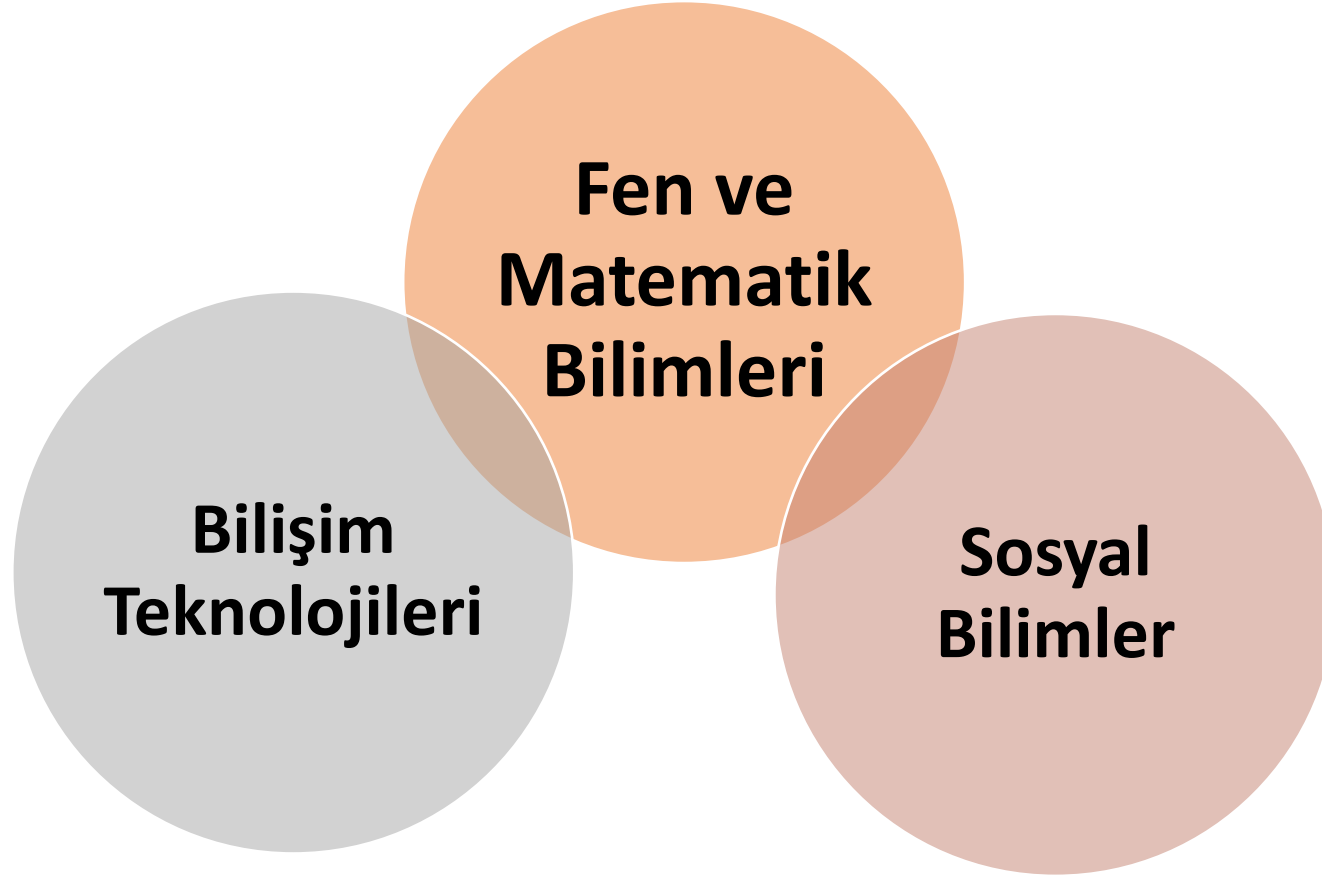 Fen ve
Matematik
Bilimleri
Bilişim
Teknolojileri
Sosyal
Bilimler